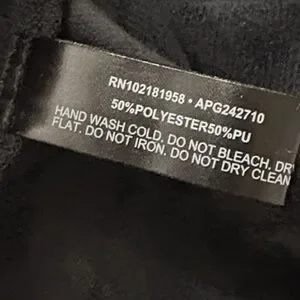 RN102181958 • APG242710
50%POLYESTER50%PU
HAND WASH COLD. DO NOT BLEACH. DR
FLAT. DO NOT IRON. DO NOT DRY CLEAN